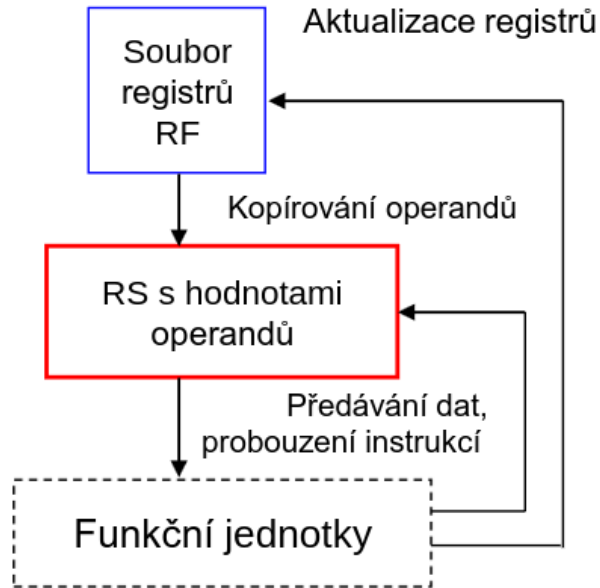 Aktualizace registrů
Soubor
registrů
RF
Kopírování operandů
RS s hodnotami
operandů
Předávání dat,
probouzení instrukcí
Funkční jednotky